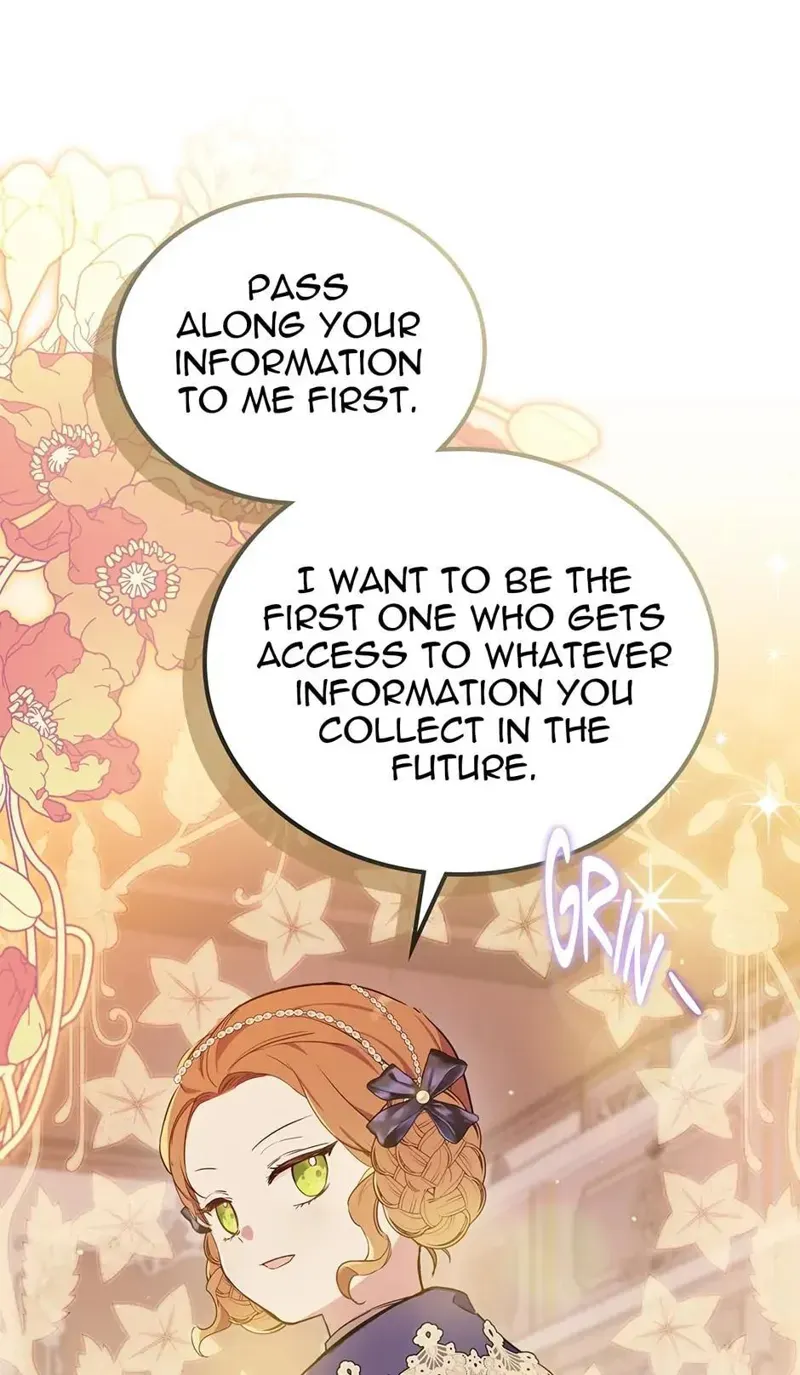 PASS
ALONG YOUR
INFORMATION
TO ME FIRST.
I WANT TO BE THE
FIRST ONE WHO GETS
ACCESS TO WHATEVER
INFORMATION YOU
COLLECT IN THE
FUTURE.
GRIN